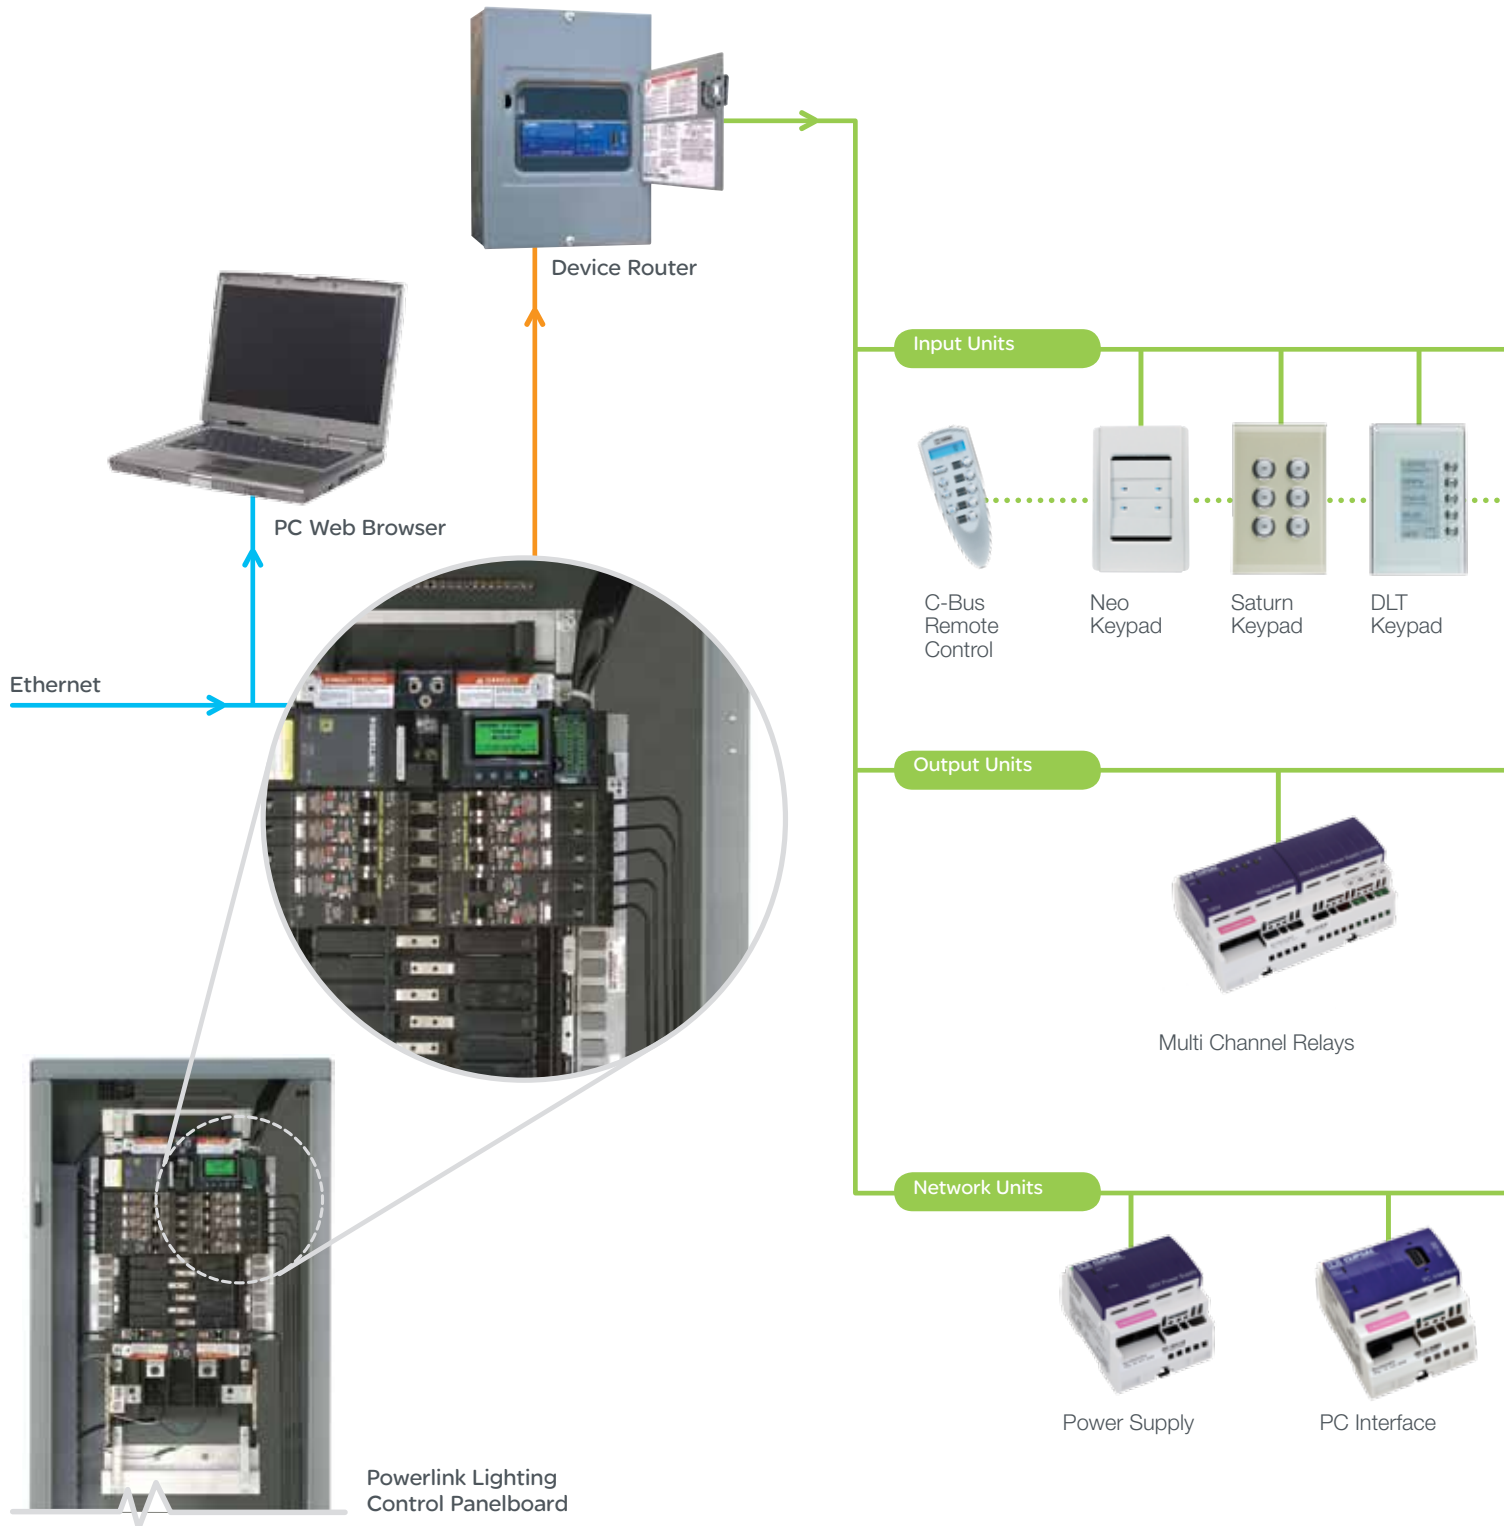 Device Router
PC Web Browser
Ethernet
Input Units
C-Bus
Remote
Control
Neo
Keypad
Saturn
Keypad
DLT
Keypad
Output Units
Multi Channel Relays
Network Units
Power Supply
PC Interface
Powerlink Lighting
Control Panelboard